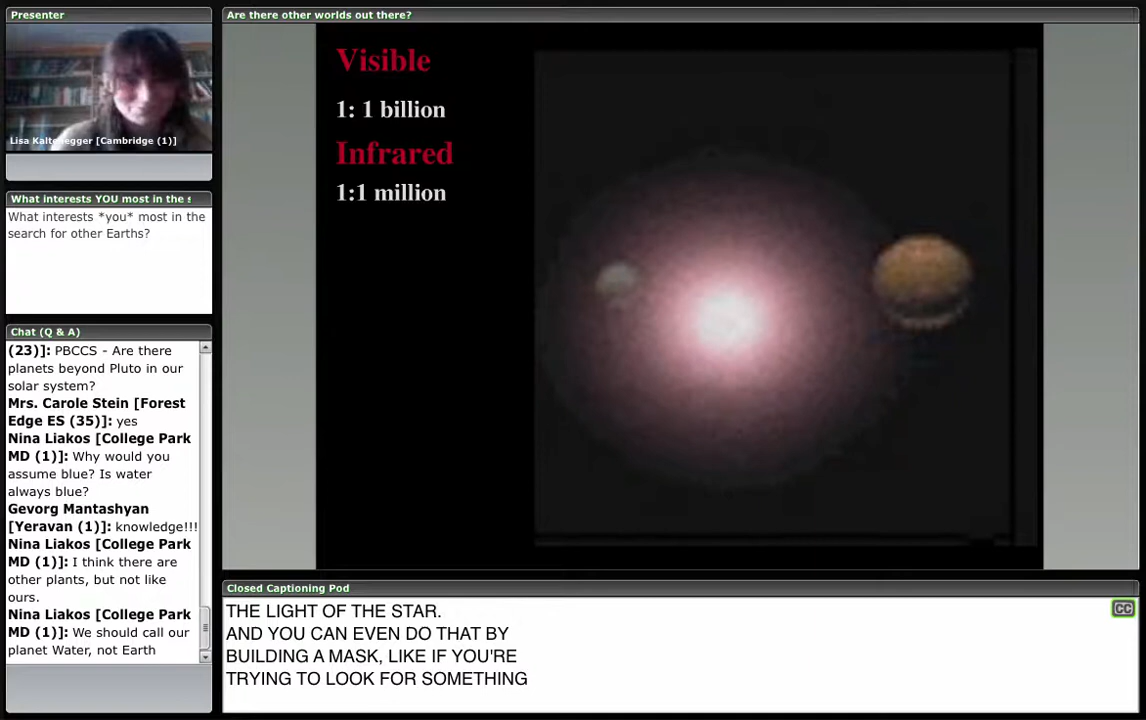 Presenter
Lisa Kaltenegger [Cambridge (1)]
What interests YOU most in the s
What interests *you* most in the
search for other Earths?
Chat (Q & A)
(23)]: PBCCS - Are there
planets beyond Pluto in our
solar system?
Mrs. Carole Stein [Forest
Edge ES (35)]: yes
Nina Liakos [College Park
MD (1)]: Why would you
assume blue? Is water
always blue?
Gevorg Mantashyan
[Yeravan (1)]: knowledge!!!
Nina Liakos [College Park
MD (1)]: I think there are
other plants, but not like
ours.
Nina Liakos [College Park
MD (1)]: We should call our
planet Water, not Earth
Are there other worlds out there?
Visible
1: 1 billion
Infrared
1:1 million
Closed Captioning Pod
THE LIGHT OF THE STAR.
AND YOU CAN EVEN DO THAT BY
BUILDING A MASK, LIKE IF YOU'RE
TRYING TO LOOK FOR SOMETHING
CC